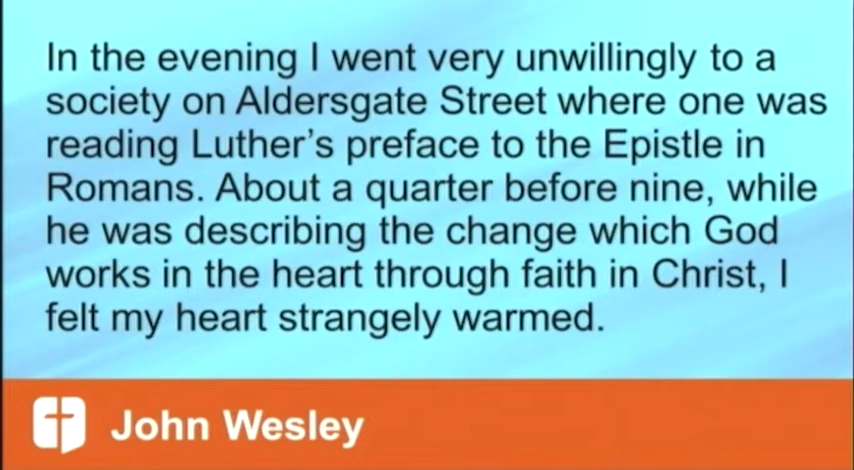 In the evening I went very unwillingly to a
society on Aldersgate Street where one was
reading Luther’s preface to the Epistle in
Romans. About a quarter before nine, while
he was describing the change which God
works in the heart through faith in Christ, I
felt my heart strangely warmed.
John Wesley